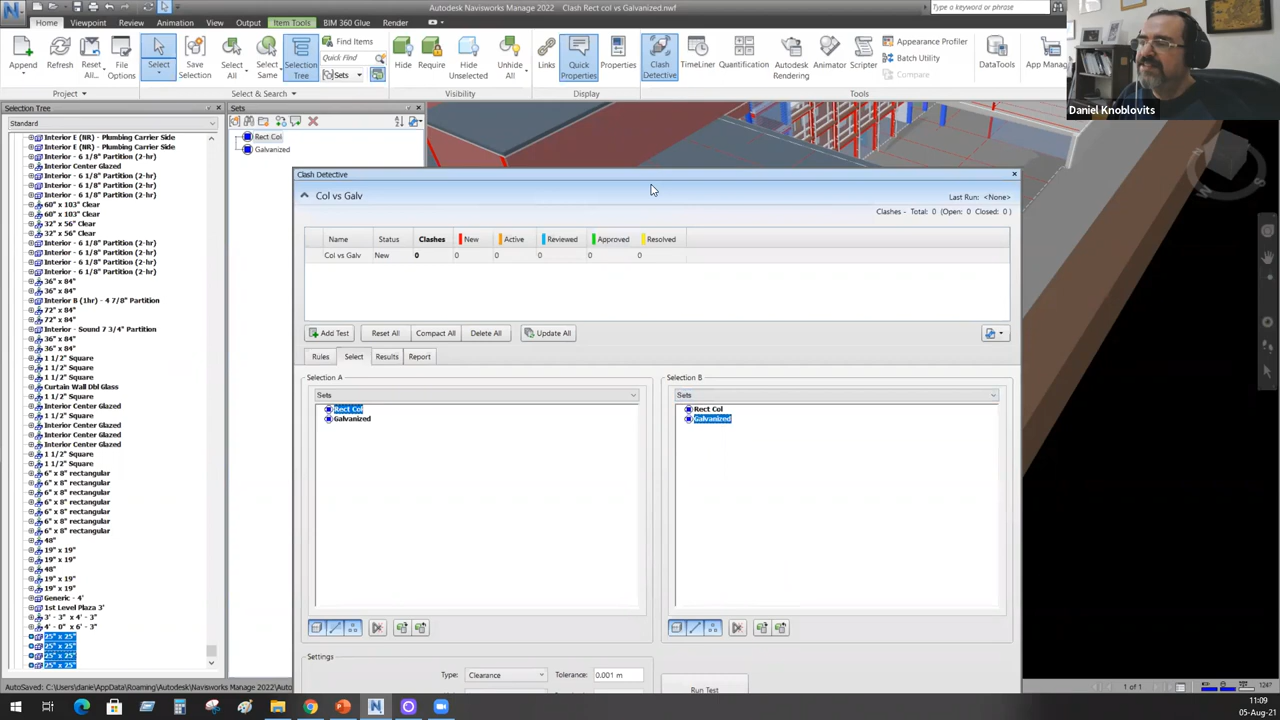 Autodesk Navisworks Manage 2022 Clash Rect col vs Galvanized.nwf
Type a keyword or phrase
Home Viewpoint Review Animation View Output Item Tools BIM 360 Glue Render
Append Refresh Reset All... File Options Select Save Selection Select All Select Same Selection Tree Find Items Quick Find Sets Hide Require Hide Unselected Unhide All Links Quick Properties Properties Clash Detective TimeLiner Quantification Autodesk Rendering Animator Scripter Appearance Profiler Batch Utility Compare DataTools App Manag
Project Select & Search Visibility Display Tools
Daniel Knoblovits
Selection Tree
Standard
Interior E (NR) - Plumbing Carrier Side
Interior E (NR) - Plumbing Carrier Side
Interior - 6 1/8" Partition (2-hr)
Interior Center Glazed
Interior - 6 1/8" Partition (2-hr)
Interior - 6 1/8" Partition (2-hr)
Interior - 6 1/8" Partition (2-hr)
60" x 103" Clear
60" x 103" Clear
32" x 56" Clear
32" x 56" Clear
Interior - 6 1/8" Partition (2-hr)
Interior - 6 1/8" Partition (2-hr)
Interior - 6 1/8" Partition (2-hr)
Interior - 6 1/8" Partition (2-hr)
36" x 84"
36" x 84"
Interior B (1hr) - 4 7/8" Partition
72" x 84"
72" x 84"
Interior - Sound 7 3/4" Partition
36" x 84"
36" x 84"
1 1/2" Square
1 1/2" Square
1 1/2" Square
Curtain Wall Dbl Glass
1 1/2" Square
Interior Center Glazed
1 1/2" Square
Interior Center Glazed
Interior Center Glazed
Interior Center Glazed
1 1/2" Square
1 1/2" Square
6" x 8" rectangular
6" x 8" rectangular
6" x 8" rectangular
6" x 8" rectangular
6" x 8" rectangular
6" x 8" rectangular
6" x 8" rectangular
48"
19" x 19"
19" x 19"
48"
19" x 19"
19" x 19"
Generic - 4'
1st Level Plaza 3'
3' - 3" x 4' - 3"
4' - 0" x 6' - 3"
25" x 25"
25" x 25"
25" x 25"
25" x 25"
Sets
Rect Col
Galvanized
Clash Detective
Col vs Galv
Last Run: <None>
Clashes - Total: 0 (Open: 0 Closed: 0 )
Name Status Clashes New Active Reviewed Approved Resolved
Col vs Galv New 0 0 0 0 0 0
Add Test Reset All Compact All Delete All Update All
Rules Select Results Report
Selection A
Sets
Rect Col
Galvanized
Selection B
Sets
Rect Col
Galvanized
Settings
Type: Clearance Tolerance: 0.001 m
Run Test
AutoSaved: C:\Users\danie\AppData\Roaming\Autodesk\Navisworks Manage 2022\Aut
1 of 1
1247
11:09
05-Aug-21